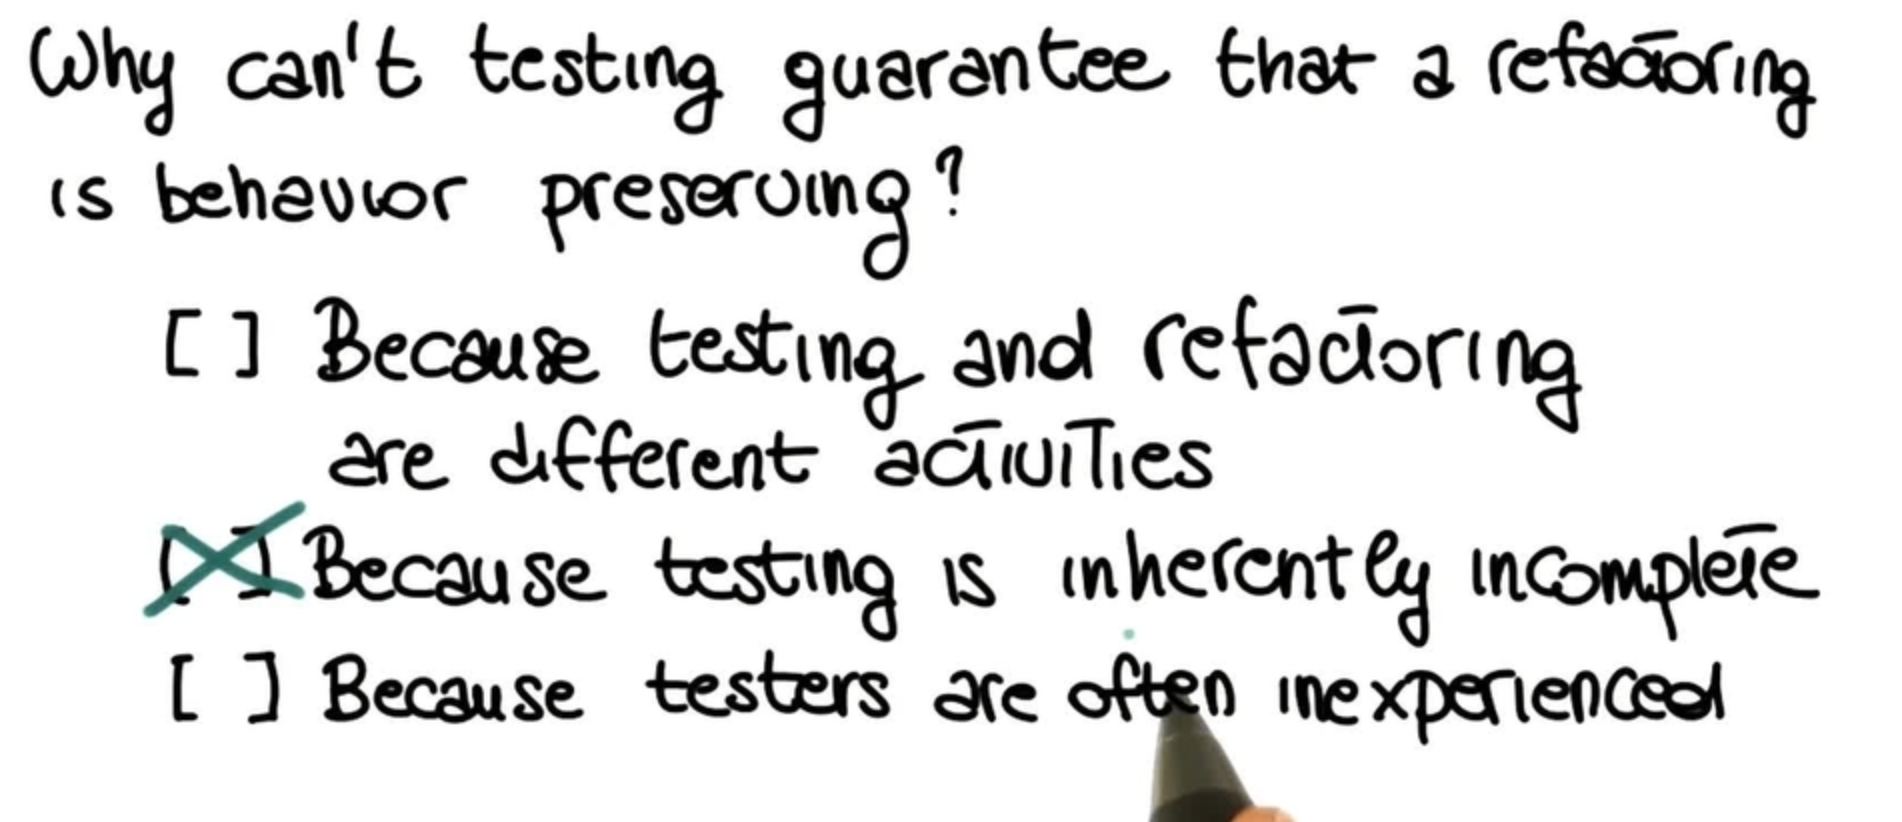 Why can't testing guarantee that a refactoring
is behavior preserving?
[ ] Because testing and refactoring
are different activities
[X] Because testing is inherently incomplete
[ ] Because testers are often inexperienced